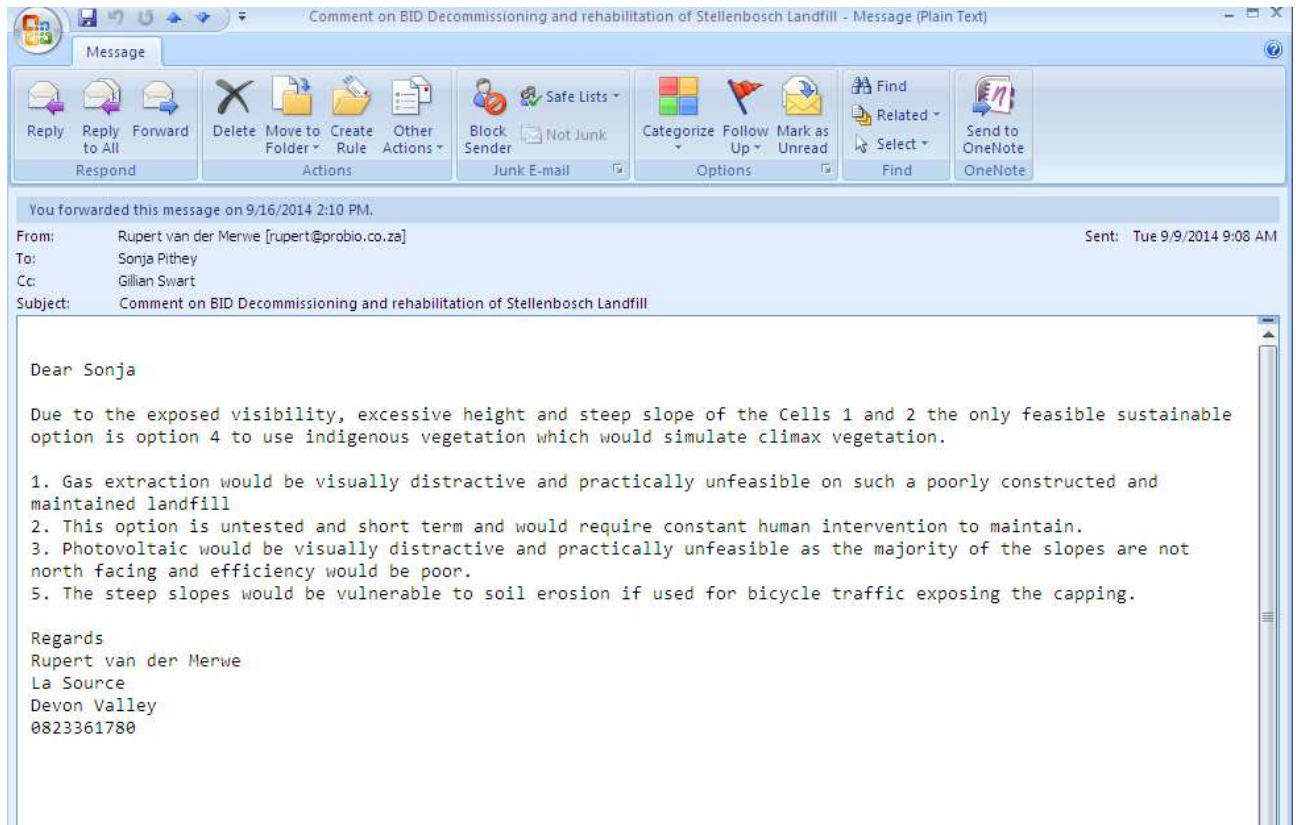 Comment on BID Decommissioning and rehabilitation of Stellenbosch Landfill - Message (Plain Text)
Message
Reply
Reply to All
Forward
Respond
Delete
Move to Folder
Create Rule
Other Actions
Actions
Block Sender
Safe Lists
Not Junk
Junk E-mail
Categorize
Follow Up
Mark as Unread
Options
Find
Related
Select
Find
Send to OneNote
OneNote
You forwarded this message on 9/16/2014 2:10 PM.
From: Rupert van der Merwe [rupert@probio.co.za] Sent: Tue 9/9/2014 9:08 AM
To: Sonja Pithey
Cc: Gillian Swart
Subject: Comment on BID Decommissioning and rehabilitation of Stellenbosch Landfill
Dear Sonja
Due to the exposed visibility, excessive height and steep slope of the Cells 1 and 2 the only feasible sustainable
option is option 4 to use indigenous vegetation which would simulate climax vegetation.
1. Gas extraction would be visually distractive and practically unfeasible on such a poorly constructed and
maintained landfill
2. This option is untested and short term and would require constant human intervention to maintain.
3. Photovoltaic would be visually distractive and practically unfeasible as the majority of the slopes are not
north facing and efficiency would be poor.
5. The steep slopes would be vulnerable to soil erosion if used for bicycle traffic exposing the capping.
Regards
Rupert van der Merwe
La Source
Devon Valley
0823361780